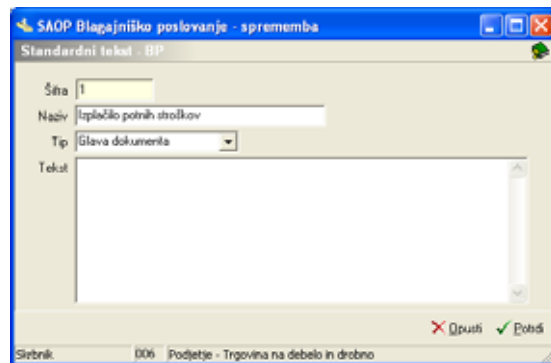 SAOP Blagajniško poslovanje - sprememba
Standardni tekst - BP
Šifra 1
Naziv Izplačilo potnih stroškov
Tip Glava dokumenta
Tekst
Opusti Potrdi
Skrbnik 006 Podjetje - Trgovina na debelo in drobno